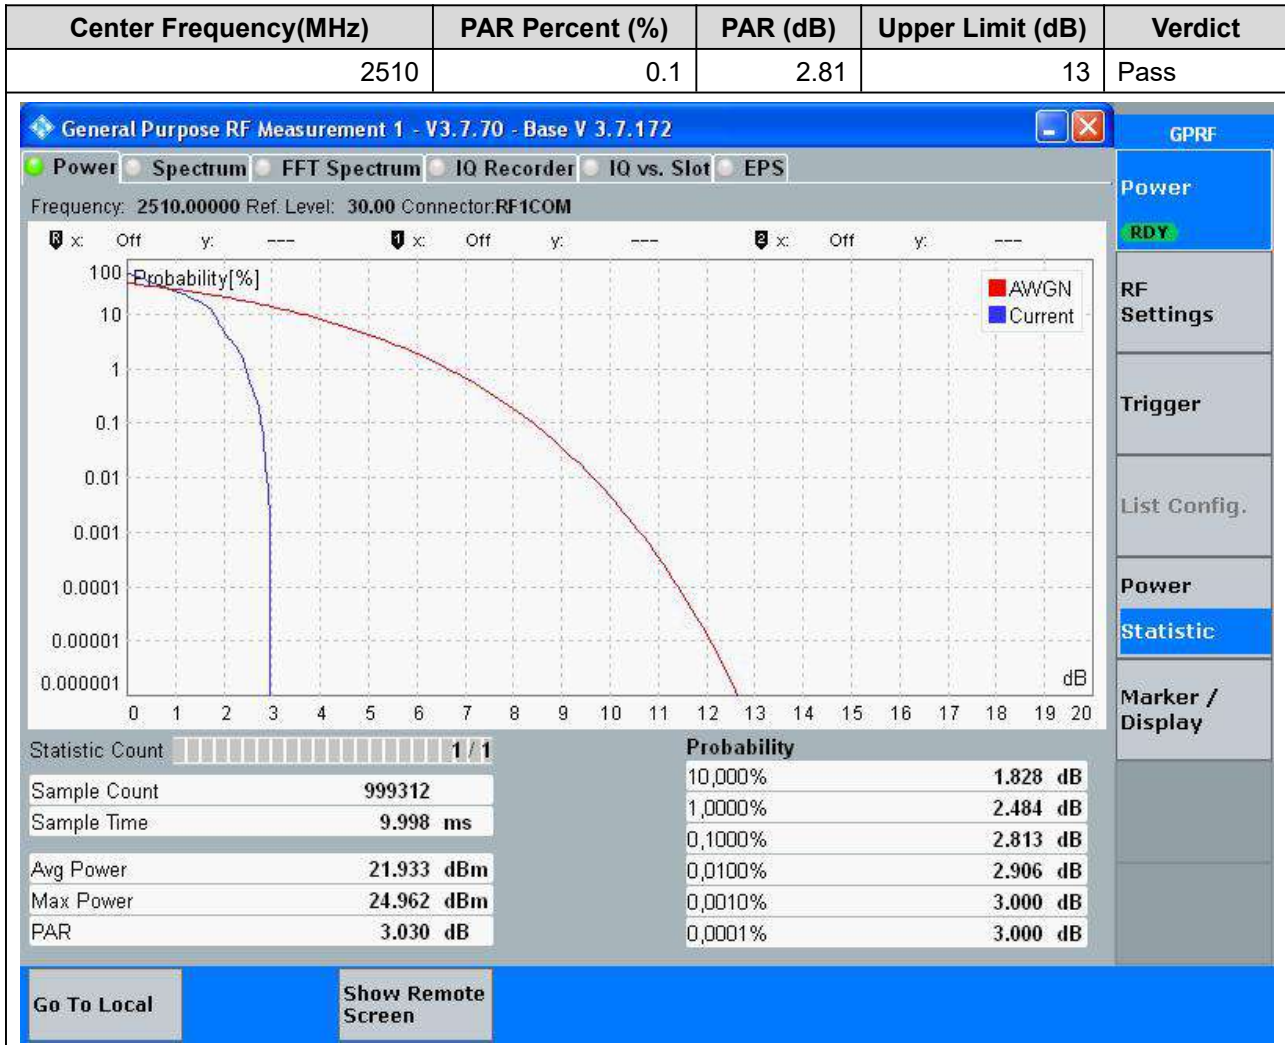 Center Frequency(MHz) PAR Percent (%) PAR (dB) Upper Limit (dB) Verdict
2510 0.1 2.81 13 Pass
General Purpose RF Measurement 1 - V3.7.70 - Base V 3.7.172
GPRF
Power Spectrum FFT Spectrum IQ Recorder IQ vs. Slot EPS
Frequency: 2510.00000 Ref. Level: 30.00 Connector:RF1COM
R x: Off y: --- 1 x: Off y: --- 2 x: Off y: ---
Probability[%]
AWGN
Current
100
10
1
0.1
0.01
0.001
0.0001
0.00001
0.000001
dB
0 1 2 3 4 5 6 7 8 9 10 11 12 13 14 15 16 17 18 19 20
Statistic Count 1 / 1
Sample Count 999312
Sample Time 9.998 ms
Avg Power 21.933 dBm
Max Power 24.962 dBm
PAR 3.030 dB
Probability
10,000% 1.828 dB
1,0000% 2.484 dB
0,1000% 2.813 dB
0,0100% 2.906 dB
0,0010% 3.000 dB
0,0001% 3.000 dB
Power
RDY
RF
Settings
Trigger
List Config.
Power
Statistic
Marker /
Display
Go To Local
Show Remote
Screen